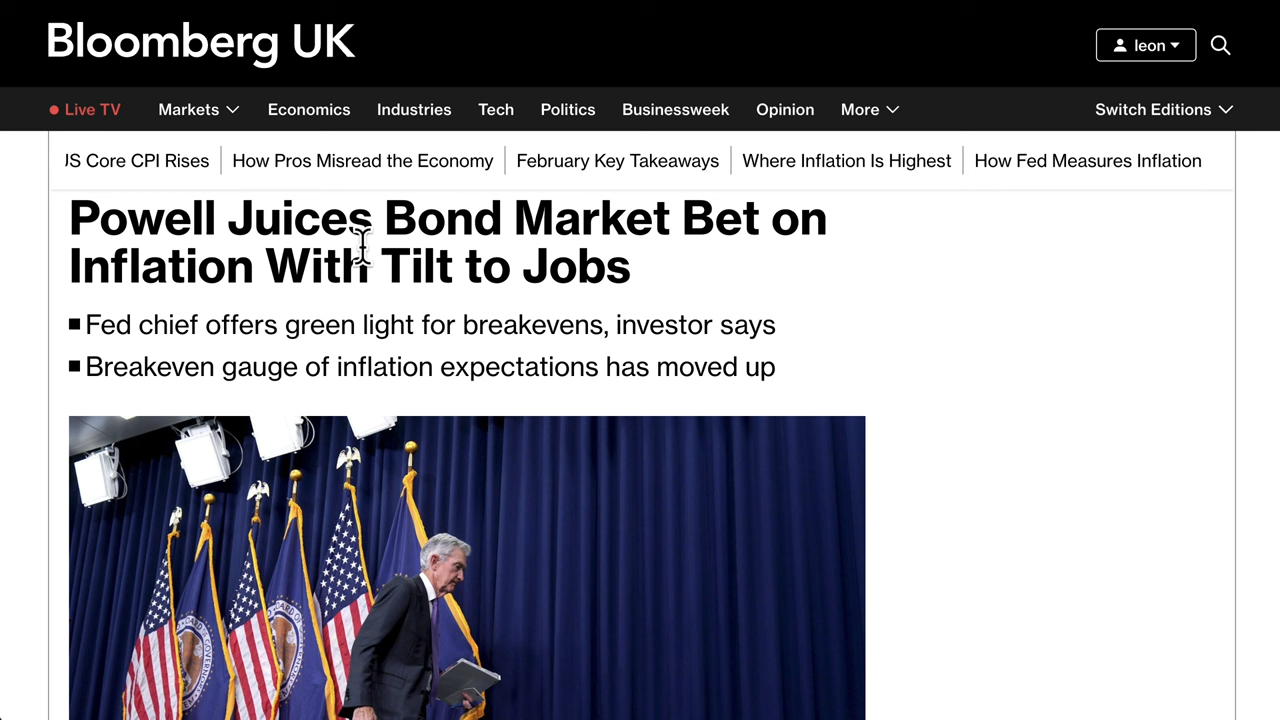 Bloomberg UK
leon
Live TV
Markets
Economics
Industries
Tech
Politics
Businessweek
Opinion
More
Switch Editions
Core CPI Rises
How Pros Misread the Economy
February Key Takeaways
Where Inflation Is Highest
How Fed Measures Inflation
Powell Juices Bond Market Bet on
Inflation With Tilt to Jobs
Fed chief offers green light for breakevens, investor says
Breakeven gauge of inflation expectations has moved up